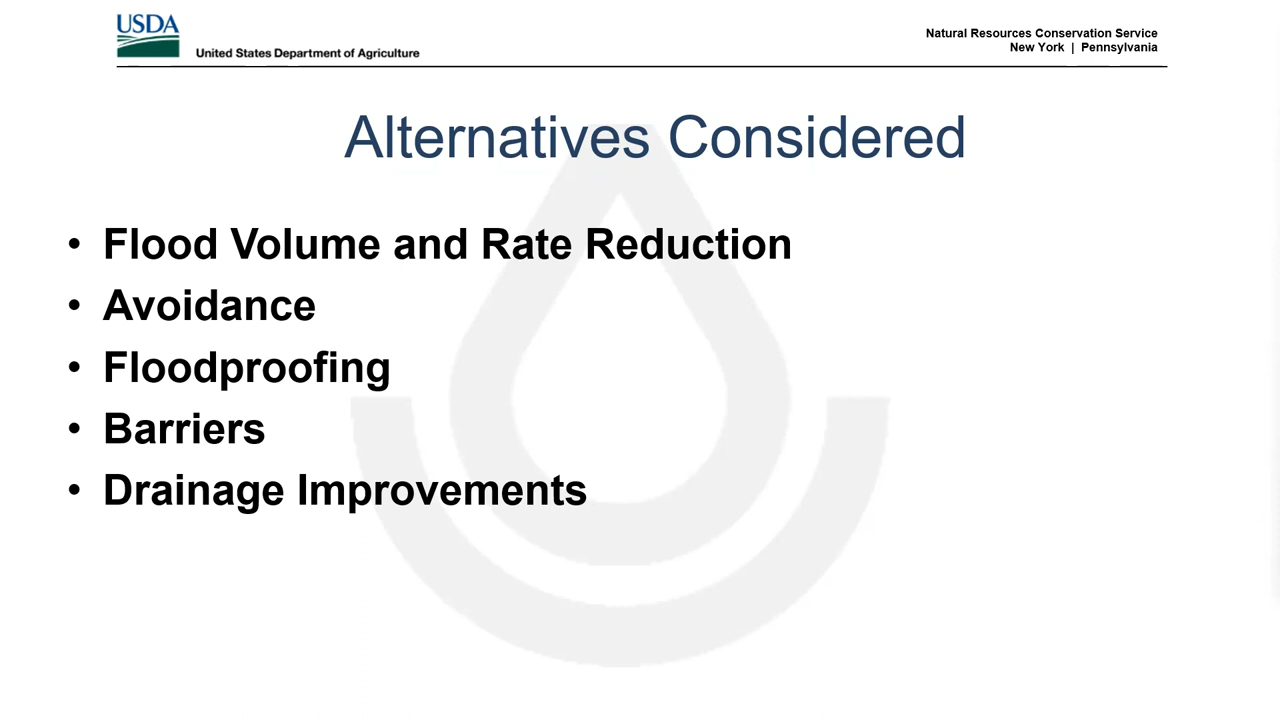 USDA
United States Department of Agriculture
Natural Resources Conservation Service
New York | Pennsylvania
Alternatives Considered
• Flood Volume and Rate Reduction
• Avoidance
• Floodproofing
• Barriers
• Drainage Improvements